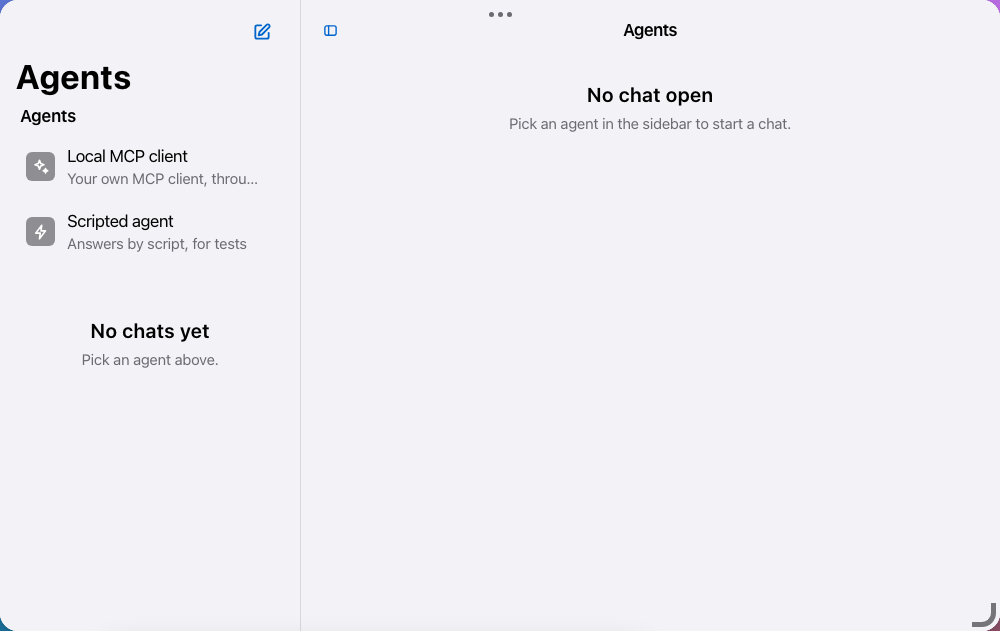 Agents
Agents
Local MCP client
Your own MCP client, throu...
Scripted agent
Answers by script, for tests
No chats yet
Pick an agent above.
Agents
No chat open
Pick an agent in the sidebar to start a chat.